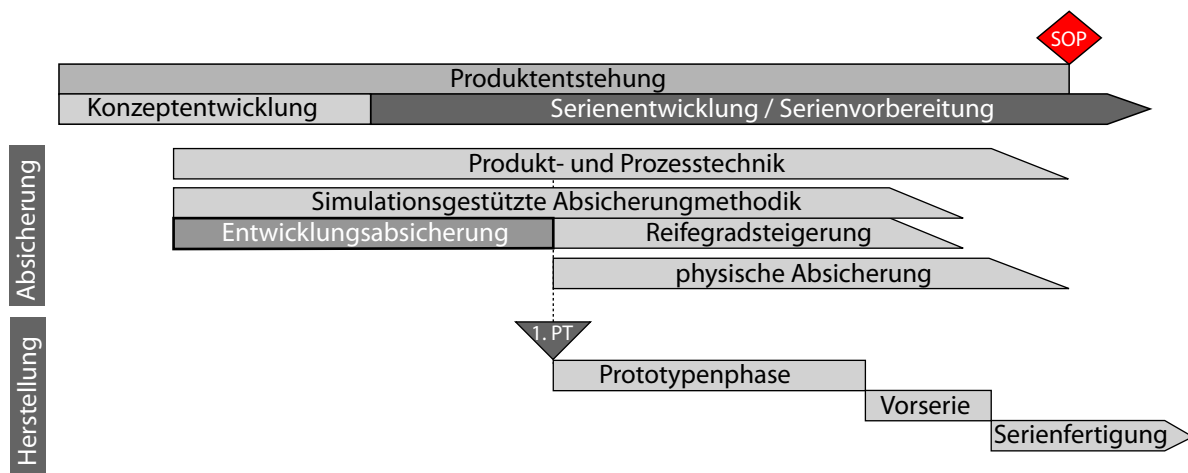 SOP
Produktentstehung
Konzeptentwicklung
Serienentwicklung / Serienvorbereitung
Absicherung
Produkt- und Prozesstechnik
Simulationsgestützte Absicherungmethodik
Entwicklungsabsicherung
Reifegradsteigerung
physische Absicherung
Herstellung
1. PT
Prototypenphase
Vorserie
Serienfertigung